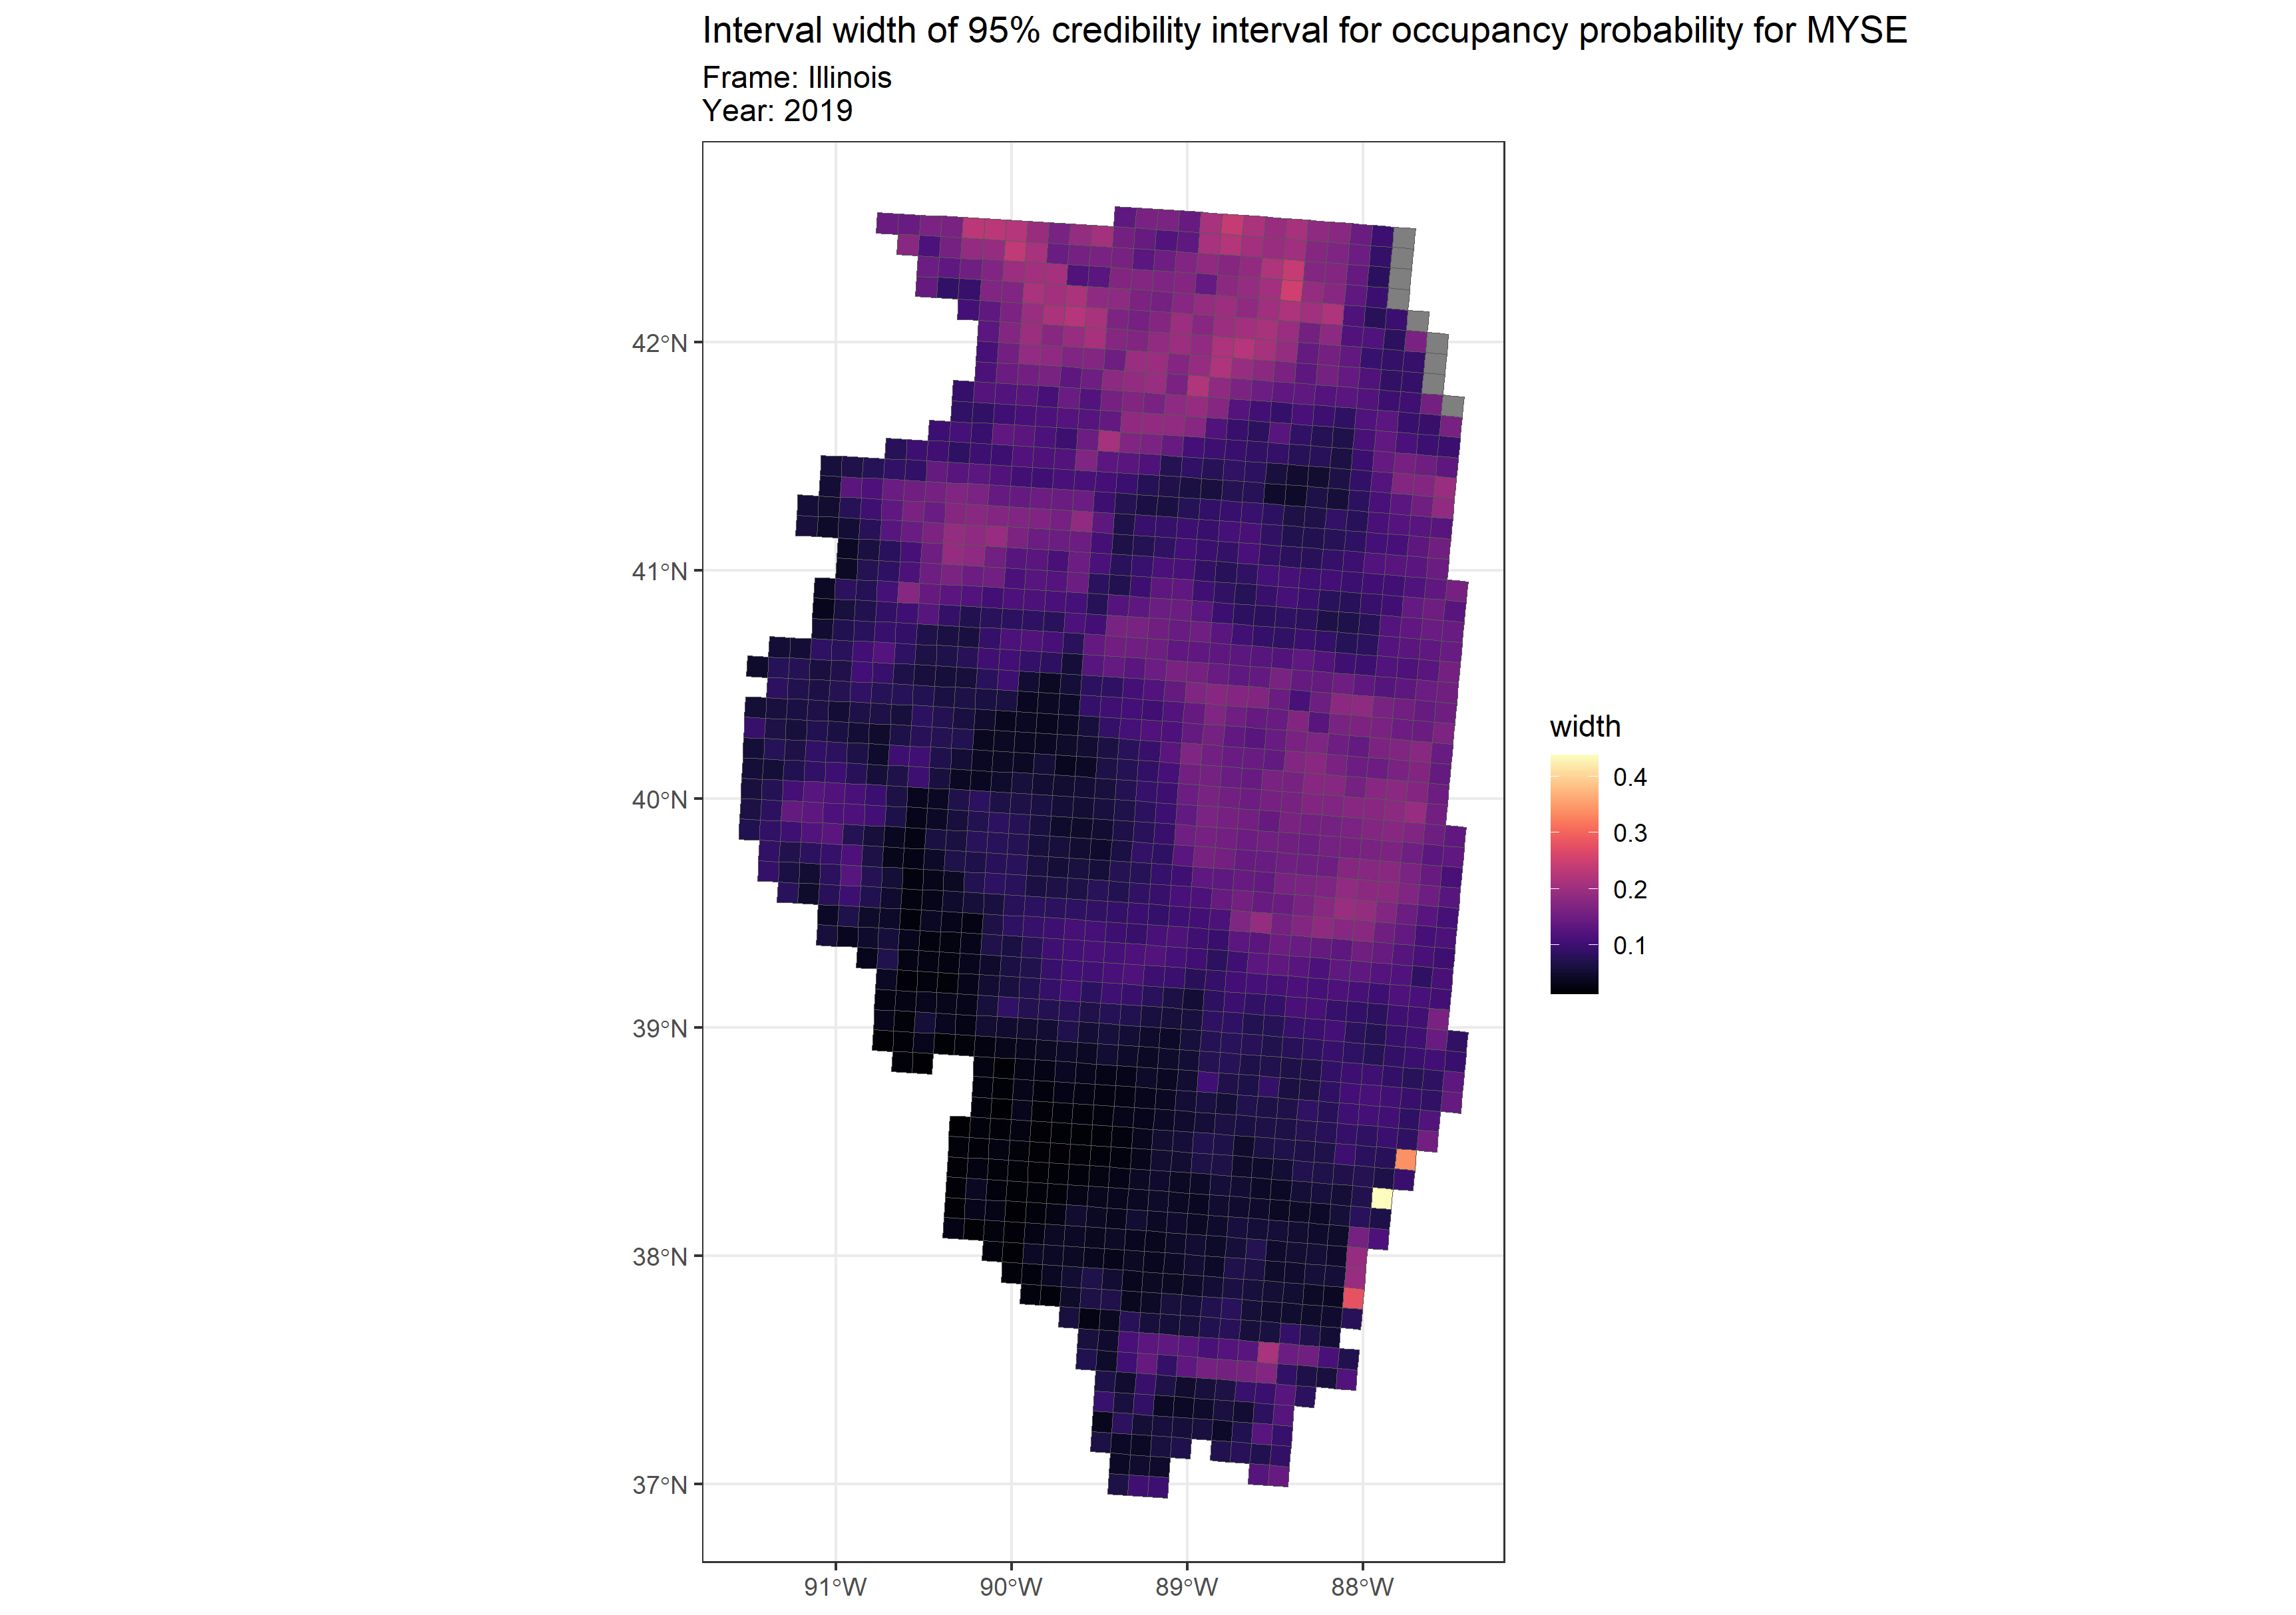 Interval width of 95% credibility interval for occupancy probability for MYSE
Frame: Illinois
Year: 2019
42°N
41°N
40°N
39°N
38°N
37°N
91°W
90°W
89°W
88°W
width
0.4
0.3
0.2
0.1